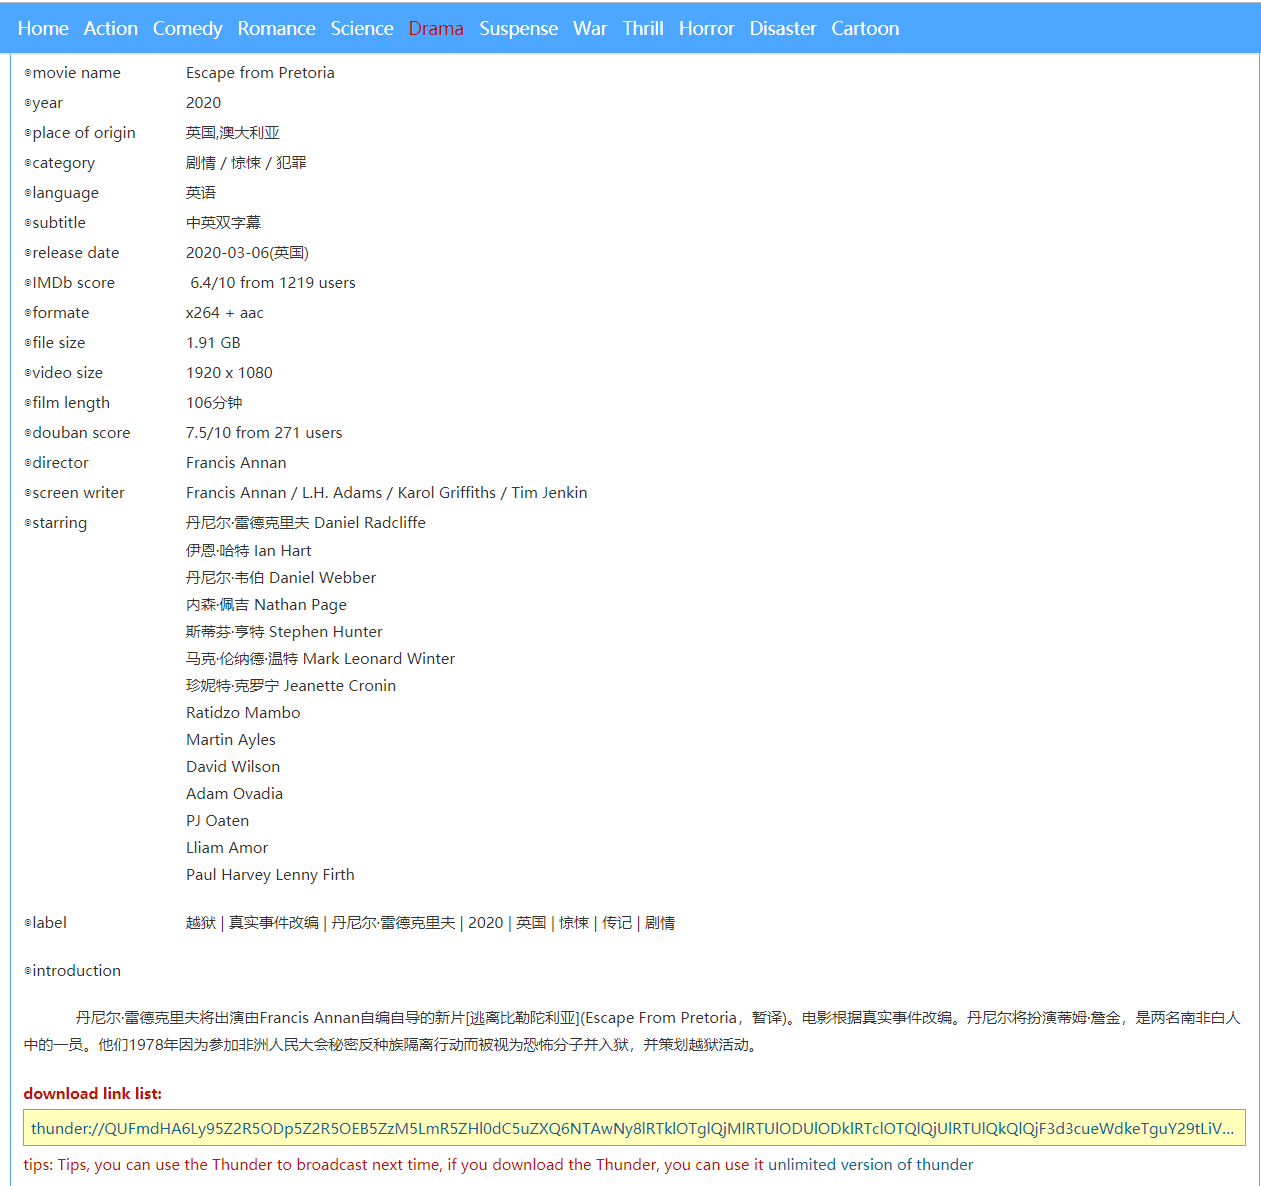 Home Action Comedy Romance Science Drama Suspense War Thrill Horror Disaster Cartoon
◎movie name Escape from Pretoria
◎year 2020
◎place of origin 英国,澳大利亚
◎category 剧情 / 惊悚 / 犯罪
◎language 英语
◎subtitle 中英双字幕
◎release date 2020-03-06(英国)
◎IMDb score 6.4/10 from 1219 users
◎formate x264 + aac
◎file size 1.91 GB
◎video size 1920 x 1080
◎film length 106分钟
◎douban score 7.5/10 from 271 users
◎director Francis Annan
◎screen writer Francis Annan / L.H. Adams / Karol Griffiths / Tim Jenkin
◎starring 丹尼尔·雷德克里夫 Daniel Radcliffe
伊恩·哈特 Ian Hart
丹尼尔·韦伯 Daniel Webber
内森·佩吉 Nathan Page
斯蒂芬·亨特 Stephen Hunter
马克·伦纳德·温特 Mark Leonard Winter
珍妮特·克罗宁 Jeanette Cronin
Ratidzo Mambo
Martin Ayles
David Wilson
Adam Ovadia
PJ Oaten
Lliam Amor
Paul Harvey Lenny Firth
◎label 越狱 | 真实事件改编 | 丹尼尔·雷德克里夫 | 2020 | 英国 | 惊悚 | 传记 | 剧情
◎introduction
丹尼尔·雷德克里夫将出演由Francis Annan自编自导的新片[逃离比勒陀利亚](Escape From Pretoria，暂译)。电影根据真实事件改编。丹尼尔将扮演蒂姆·詹金，是两名南非白人
中的一员。他们1978年因为参加非洲人民大会秘密反种族隔离行动而被视为恐怖分子并入狱，并策划越狱活动。
download link list:
thunder://QUFmdHA6Ly95Z2R5ODp5Z2R5OEB5ZzM5LmR5ZHl0dC5uZXQ6NTAwNy8lRTklOTglQjMlRTUlODUlODklRTclOTQlQjUlRTUlQkQlQjF3d3cueWdkeTguY29tLiV...
tips: Tips, you can use the Thunder to broadcast next time, if you download the Thunder, you can use it unlimited version of thunder